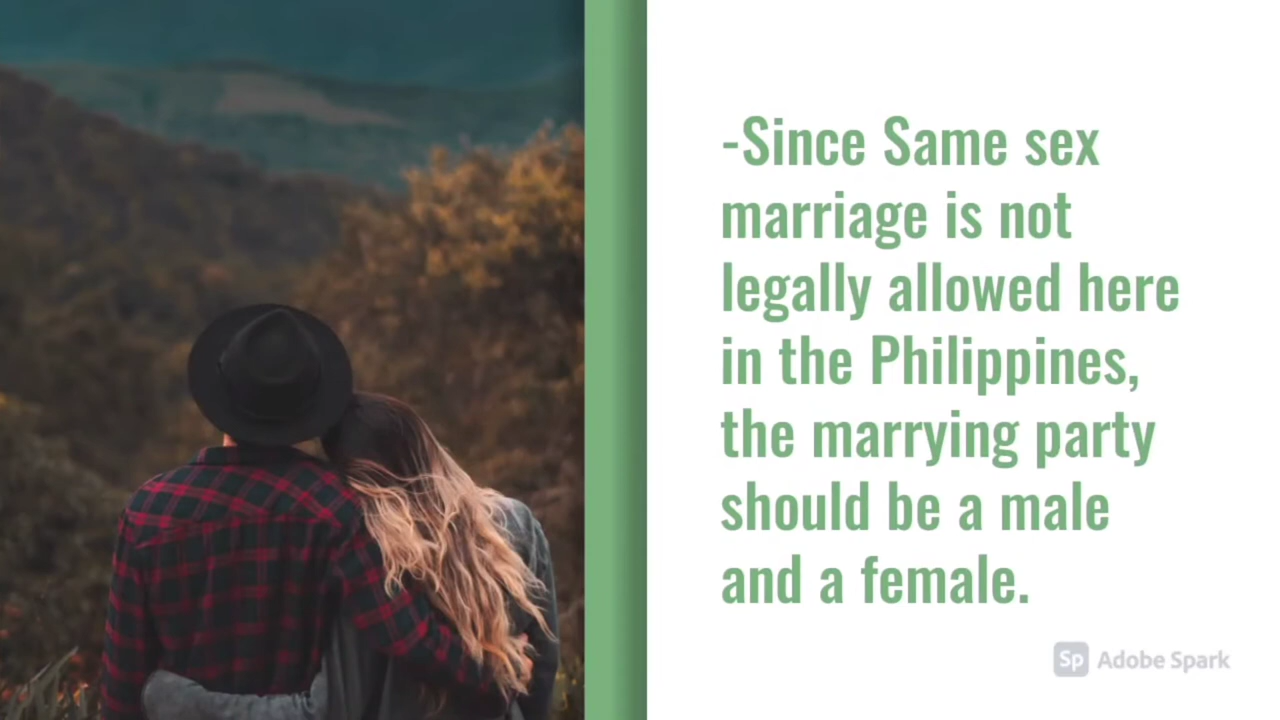 -Since Same sex
marriage is not
legally allowed here
in the Philippines,
the marrying party
should be a male
and a female.
Sp Adobe Spark